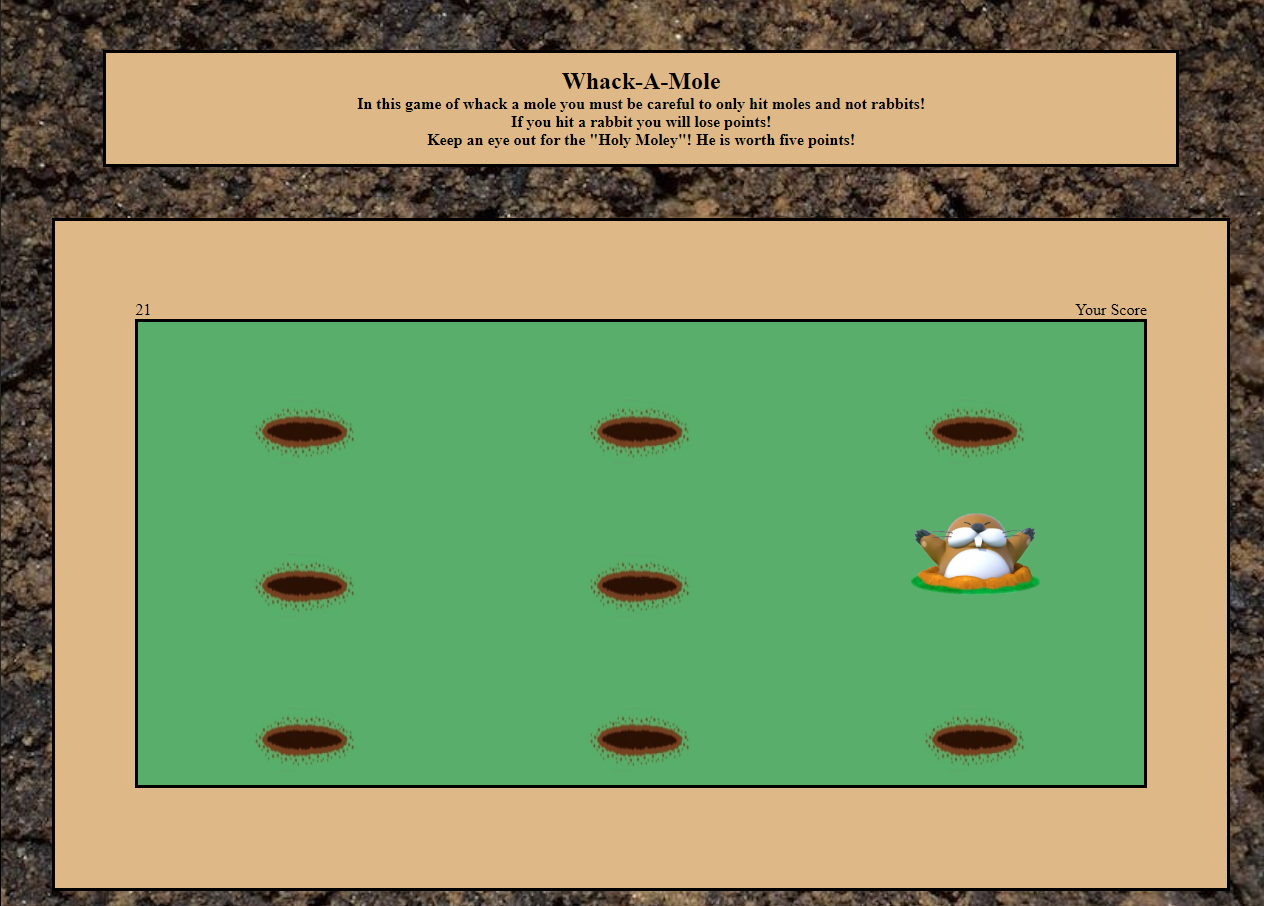 Whack-A-Mole
In this game of whack a mole you must be careful to only hit moles and not rabbits!
If you hit a rabbit you will lose points!
Keep an eye out for the "Holy Moley"! He is worth five points!
21
Your Score